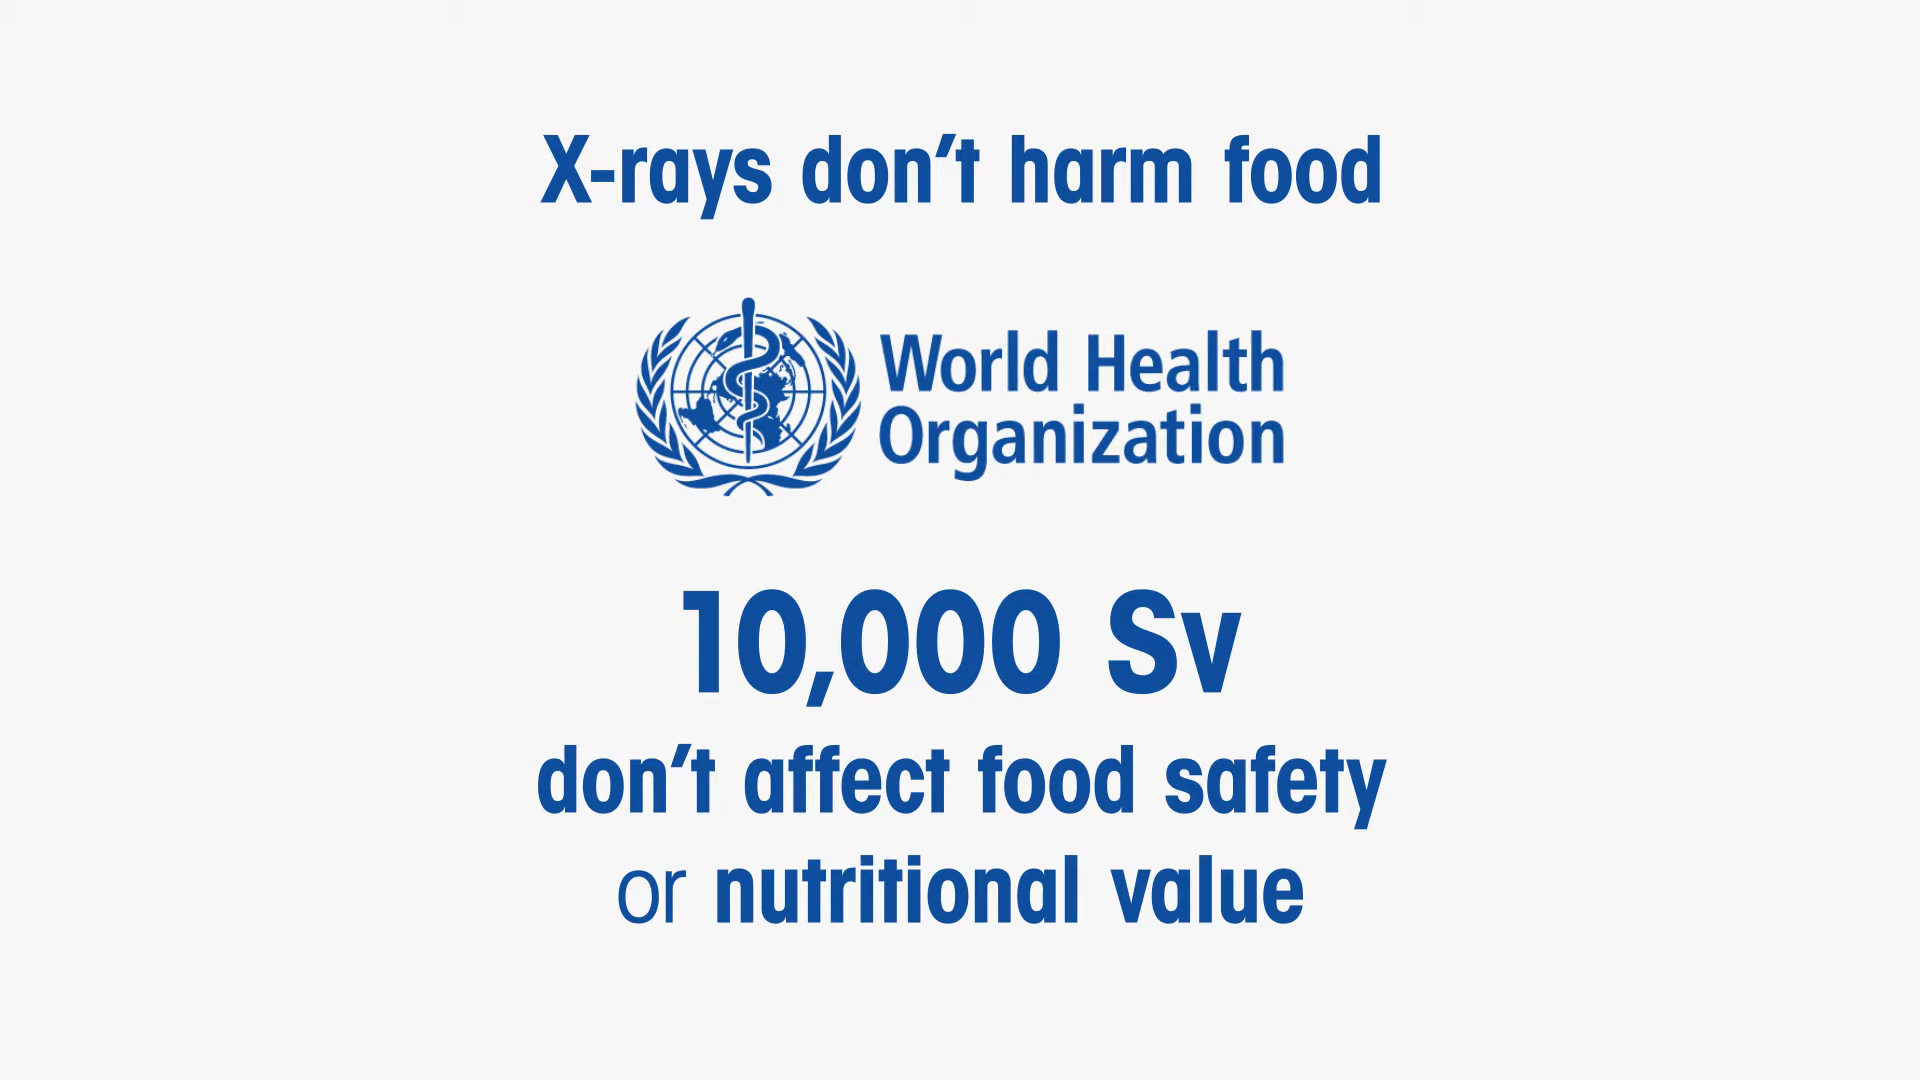 X-rays don’t harm food
World Health
Organization
10,000 Sv
don’t affect food safety
or nutritional value